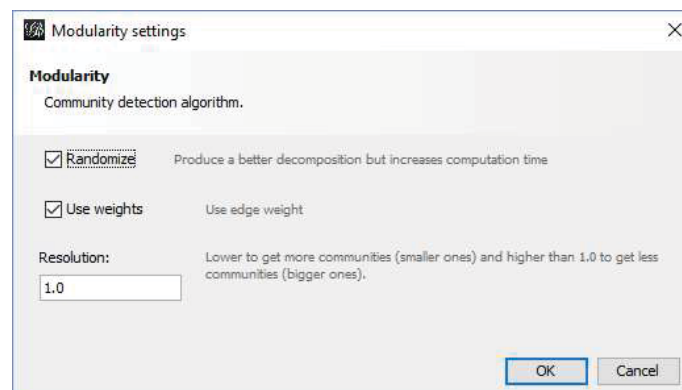 Modularity settings
Modularity
Community detection algorithm.
Randomize Produce a better decomposition but increases computation time
Use weights Use edge weight
Resolution: Lower to get more communities (smaller ones) and higher than 1.0 to get less
communities (bigger ones).
1.0
OK Cancel